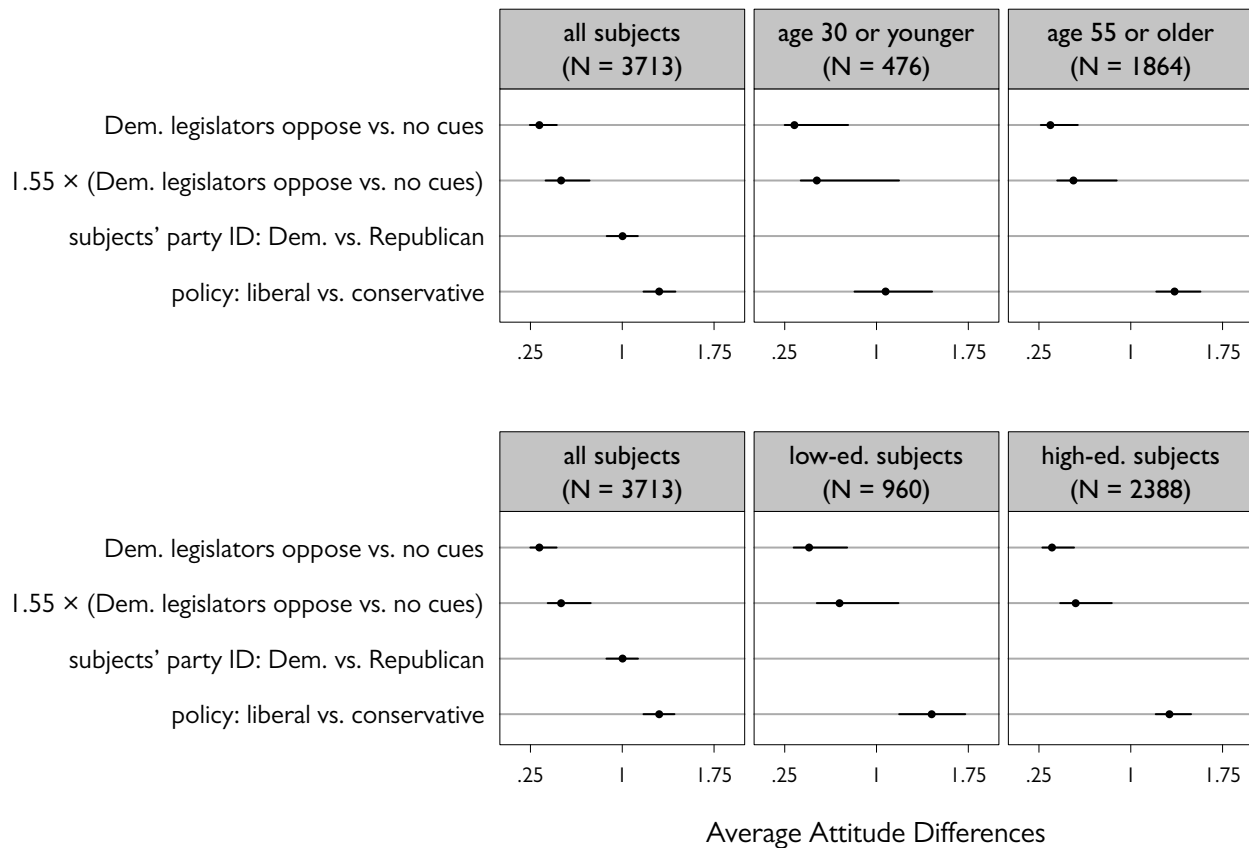 all subjects
(N = 3713)
age 30 or younger
(N = 476)
age 55 or older
(N = 1864)
Dem. legislators oppose vs. no cues
1.55 × (Dem. legislators oppose vs. no cues)
subjects’ party ID: Dem. vs. Republican
policy: liberal vs. conservative
.25 1 1.75 .25 1 1.75 .25 1 1.75
all subjects
(N = 3713)
low-ed. subjects
(N = 960)
high-ed. subjects
(N = 2388)
Dem. legislators oppose vs. no cues
1.55 × (Dem. legislators oppose vs. no cues)
subjects’ party ID: Dem. vs. Republican
policy: liberal vs. conservative
.25 1 1.75 .25 1 1.75 .25 1 1.75
Average Attitude Differences